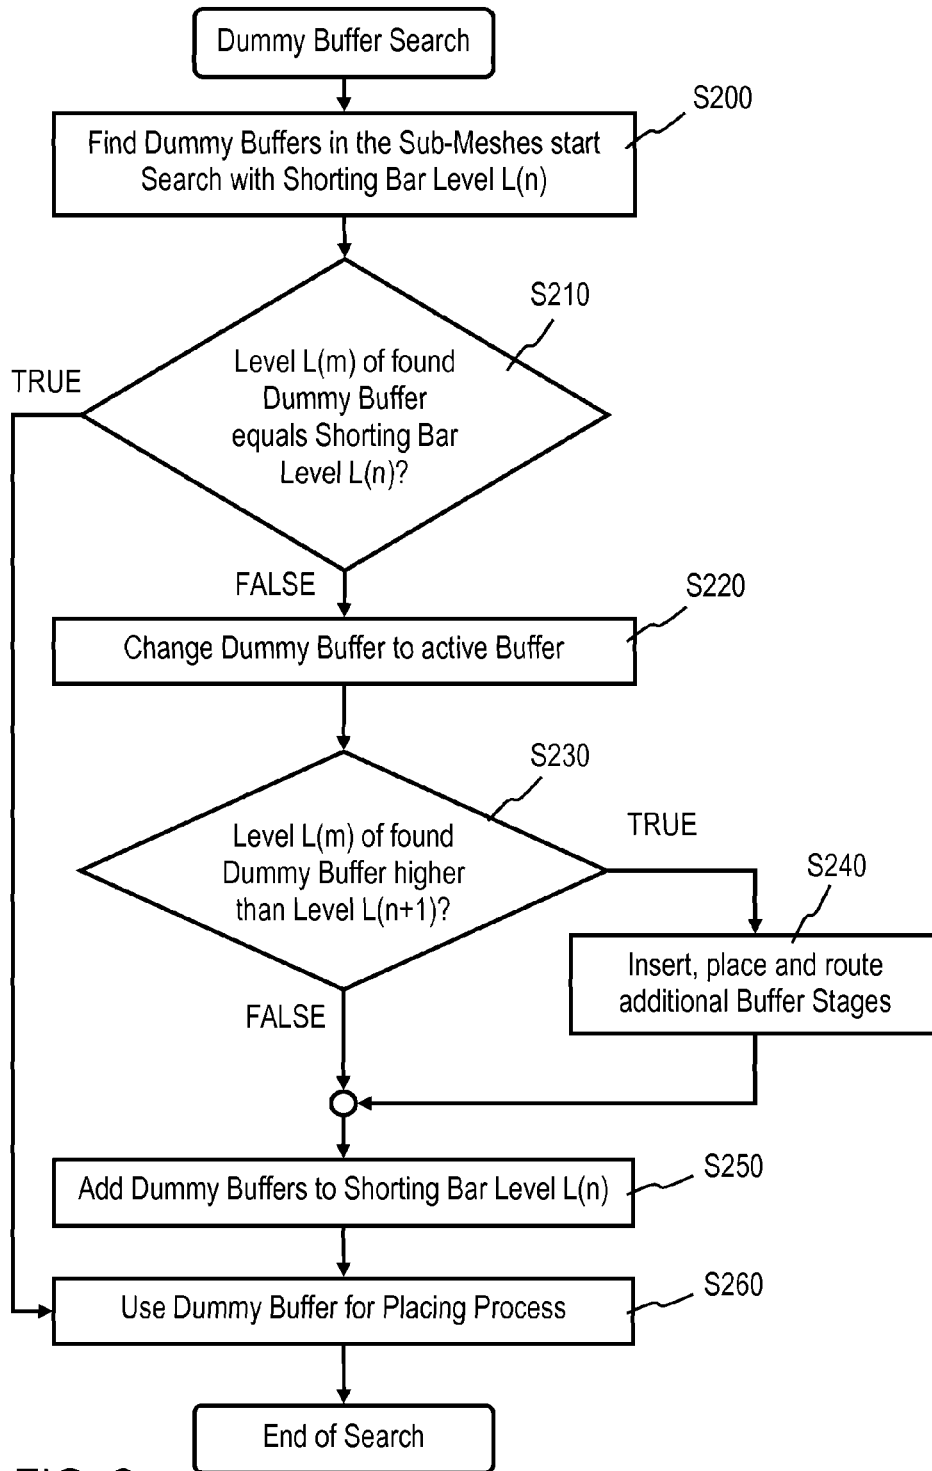 Dummy Buffer Search
S200
Find Dummy Buffers in the Sub-Meshes start
Search with Shorting Bar Level L(n)
S210
Level L(m) of found
Dummy Buffer
equals Shorting Bar
Level L(n)?
TRUE
FALSE
S220
Change Dummy Buffer to active Buffer
S230
Level L(m) of found
Dummy Buffer higher
than Level L(n+1)?
TRUE
S240
Insert, place and route
additional Buffer Stages
FALSE
S250
Add Dummy Buffers to Shorting Bar Level L(n)
S260
Use Dummy Buffer for Placing Process
End of Search